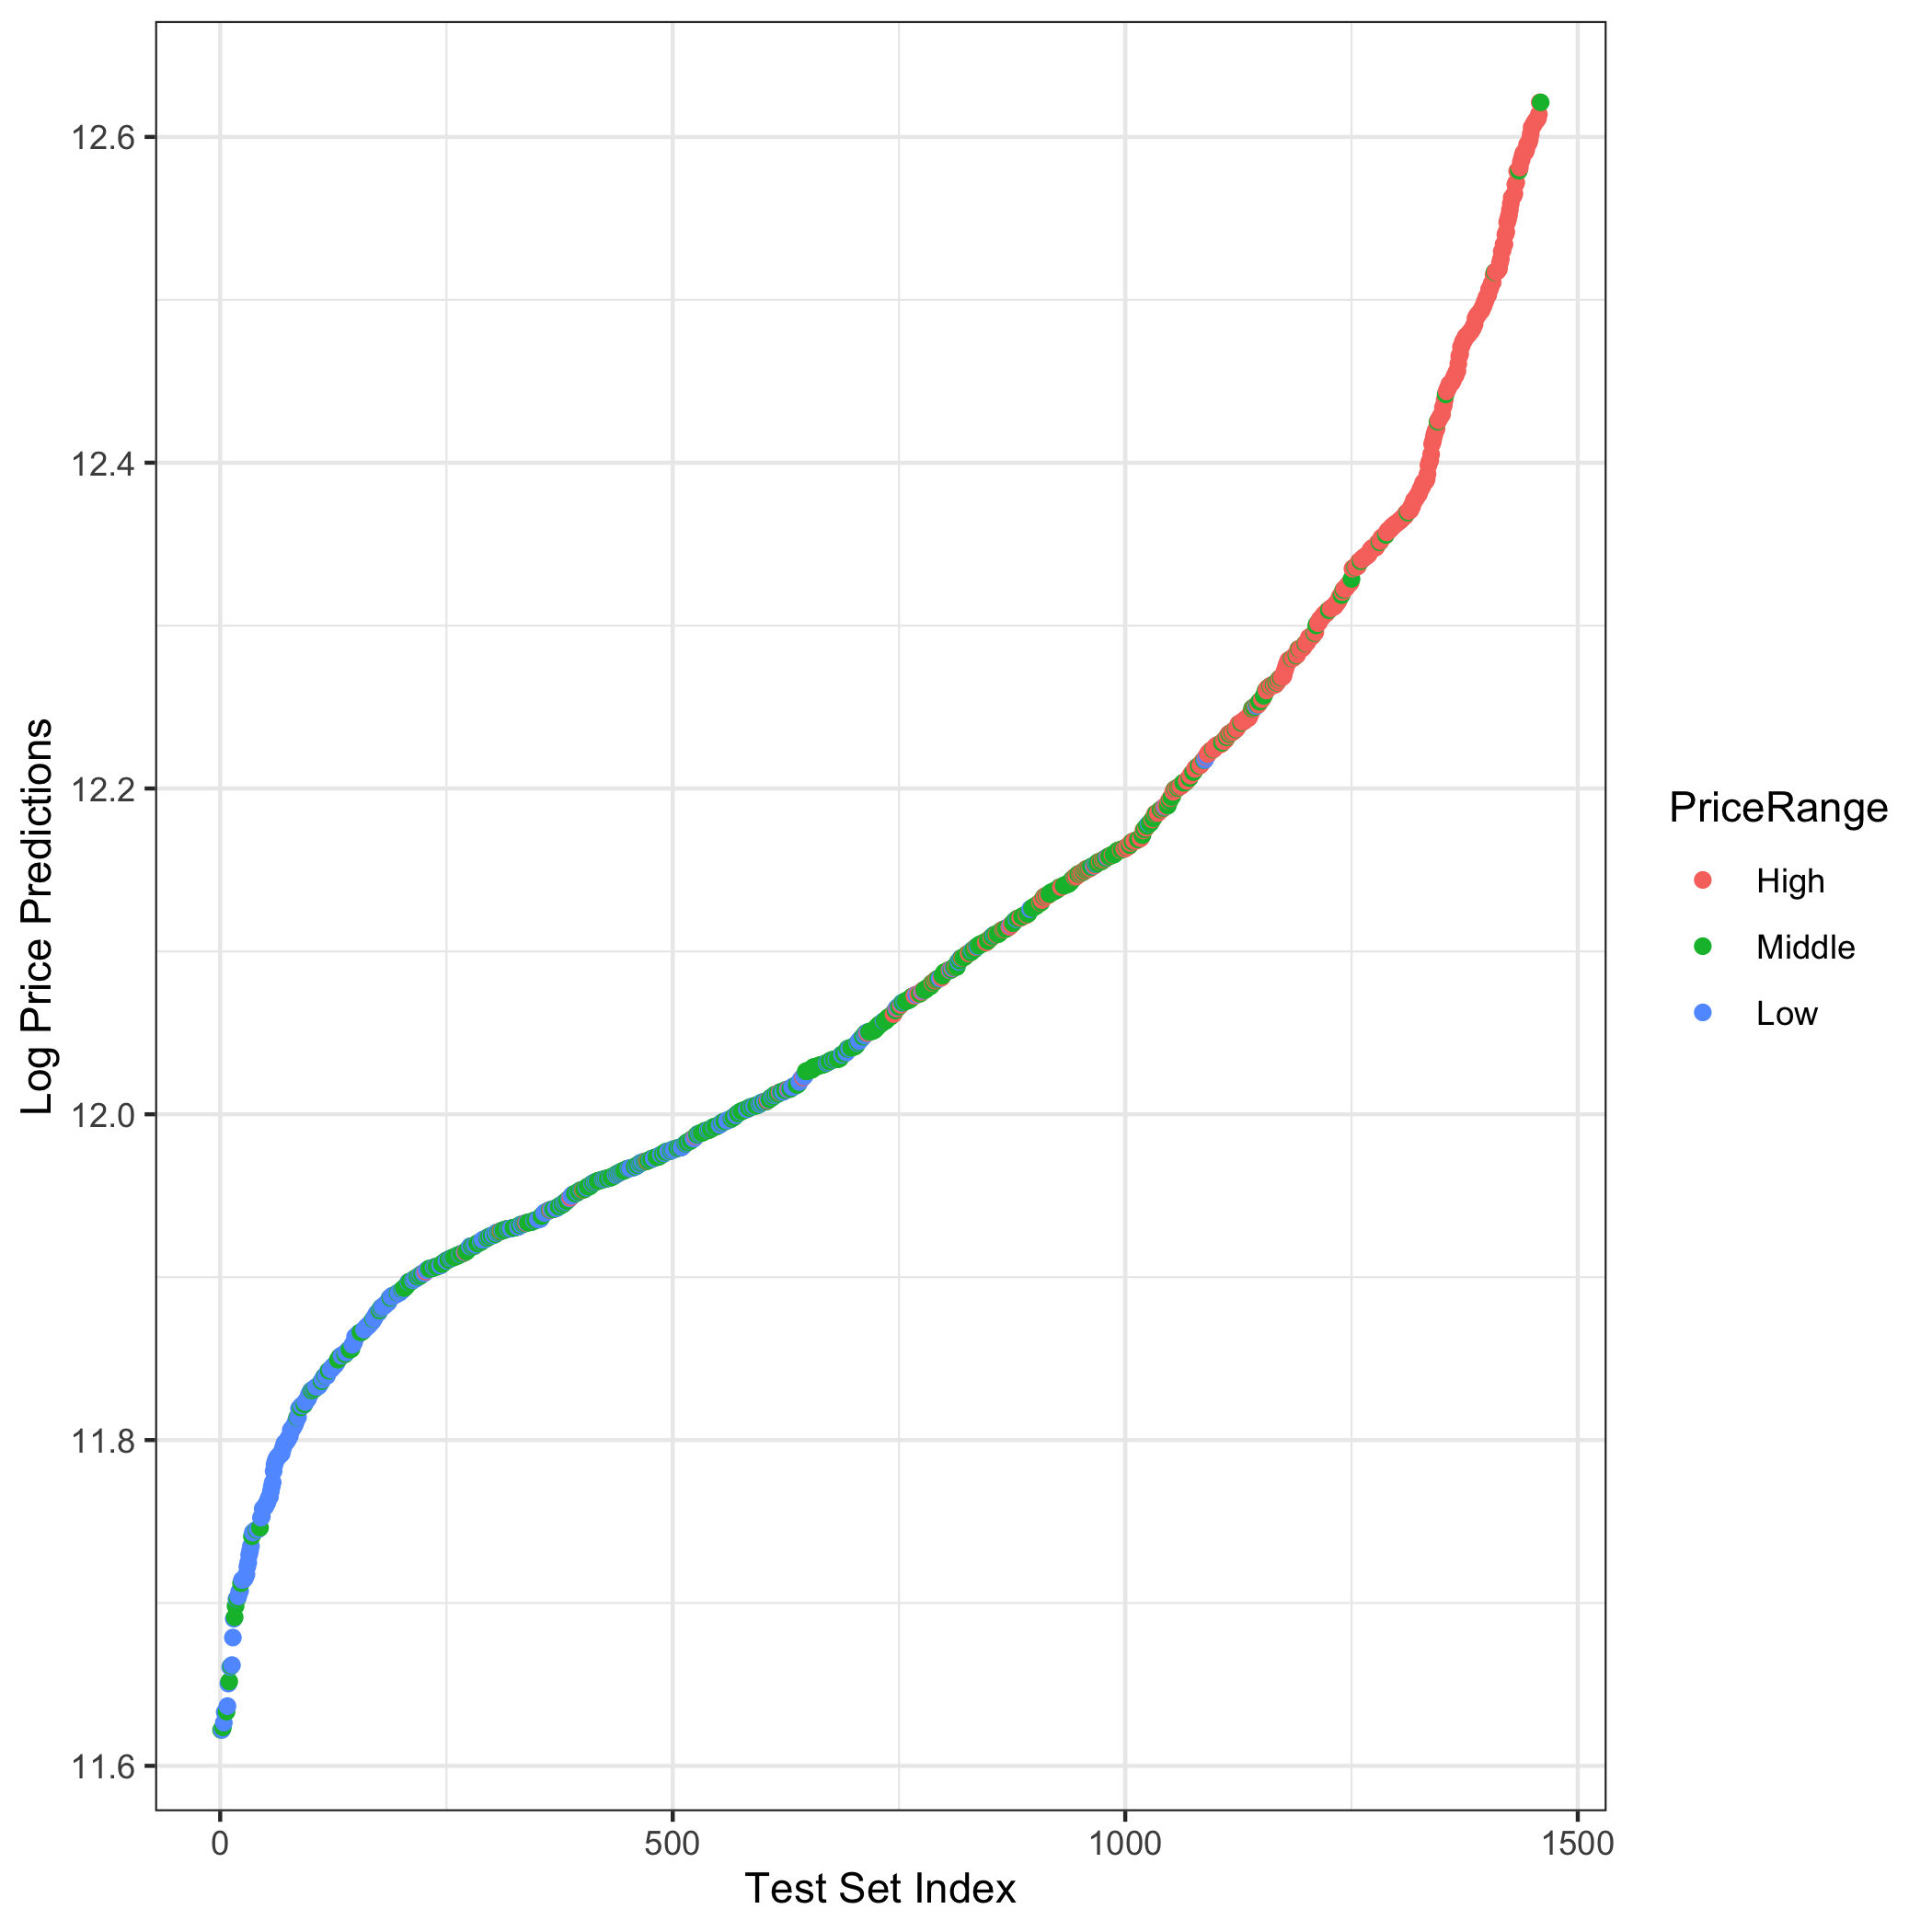 12.6
12.4
12.2
12.0
11.8
11.6
Log Price Predictions
0 500 1000 1500
Test Set Index
PriceRange
High
Middle
Low